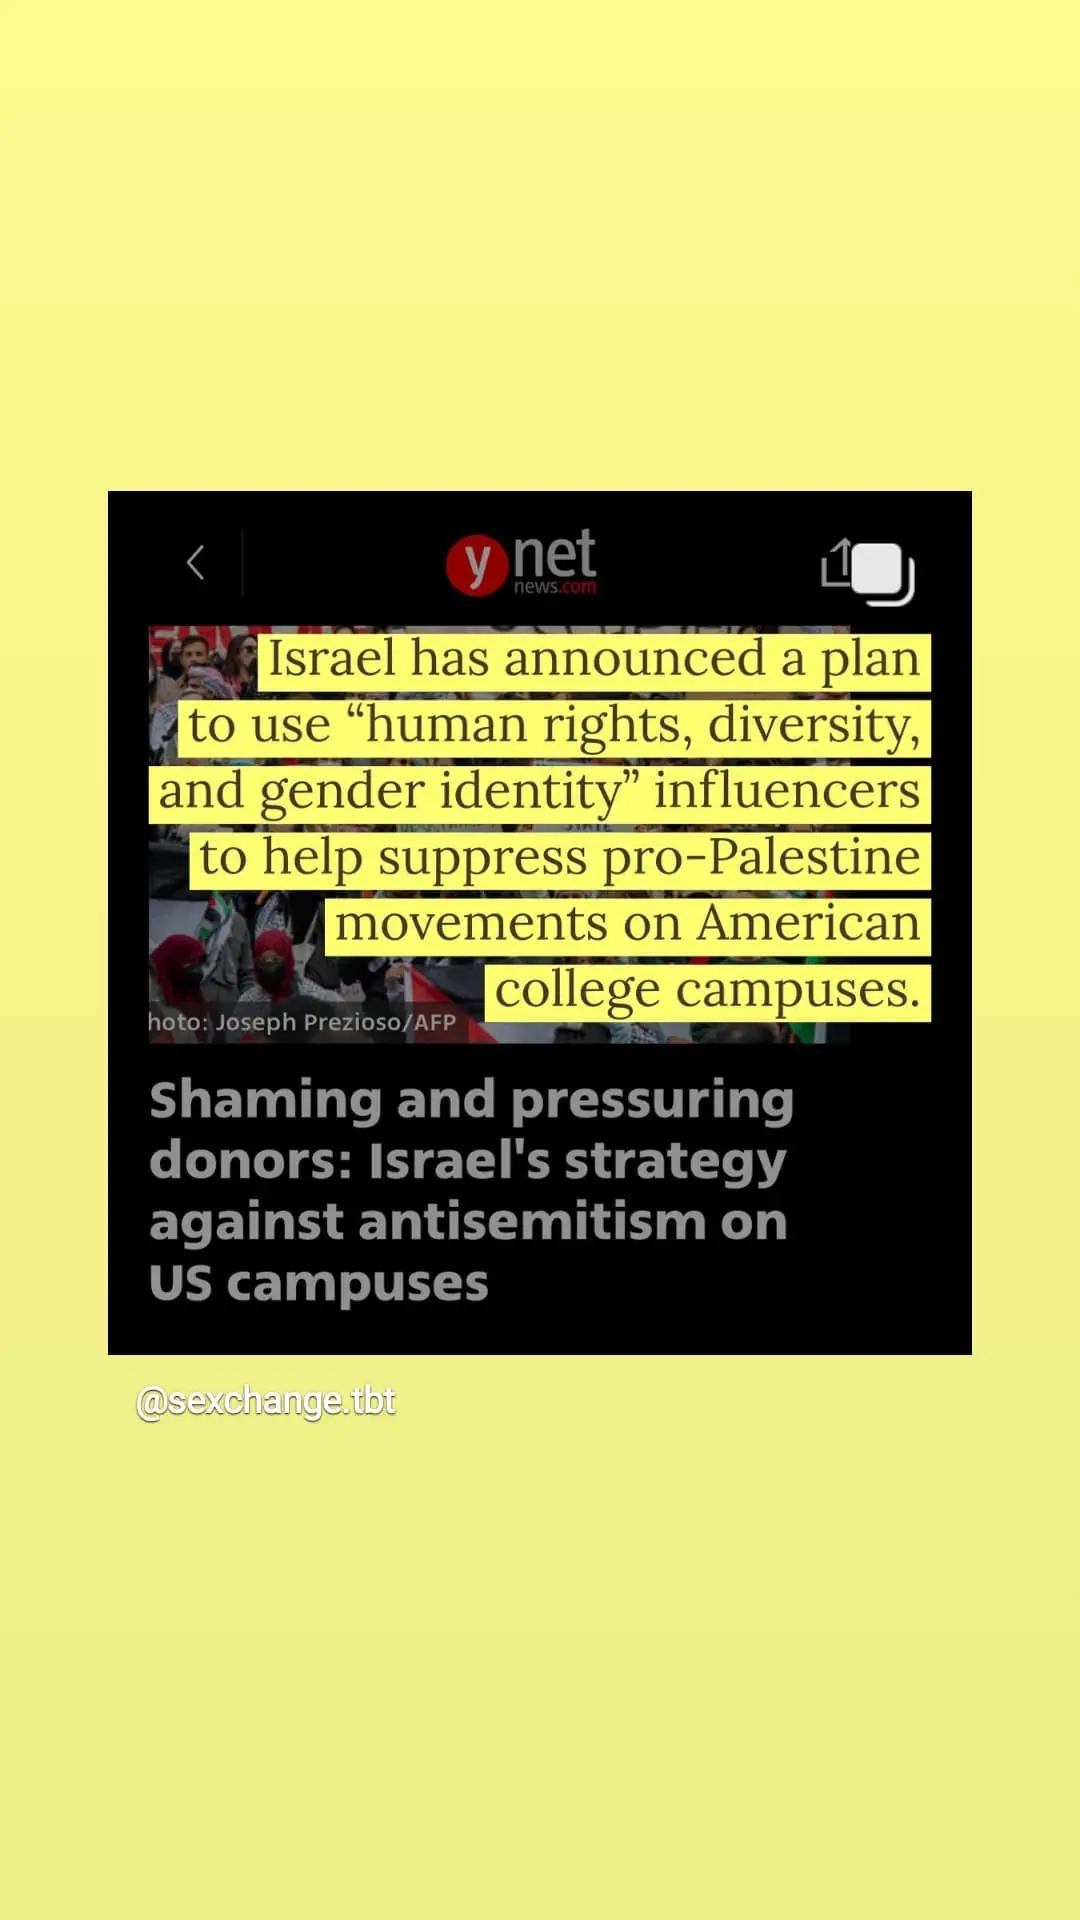 ynet
news.com
Israel has announced a plan
to use “human rights, diversity,
and gender identity” influencers
to help suppress pro-Palestine
movements on American
college campuses.
hoto: Joseph Prezioso/AFP
Shaming and pressuring
donors: Israel's strategy
against antisemitism on
US campuses
@sexchange.tbt